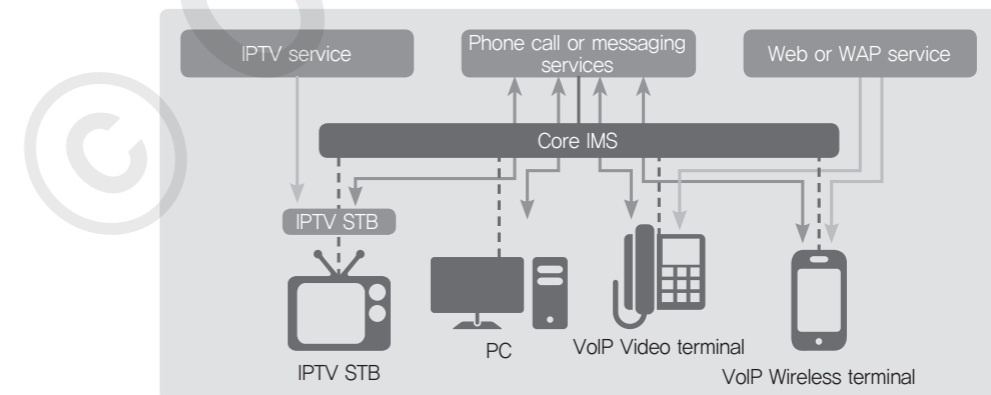 IPTV service
Phone call or messaging
services
Web or WAP service
Core IMS
IPTV STB
IPTV STB
PC
VoIP Video terminal
VoIP Wireless terminal